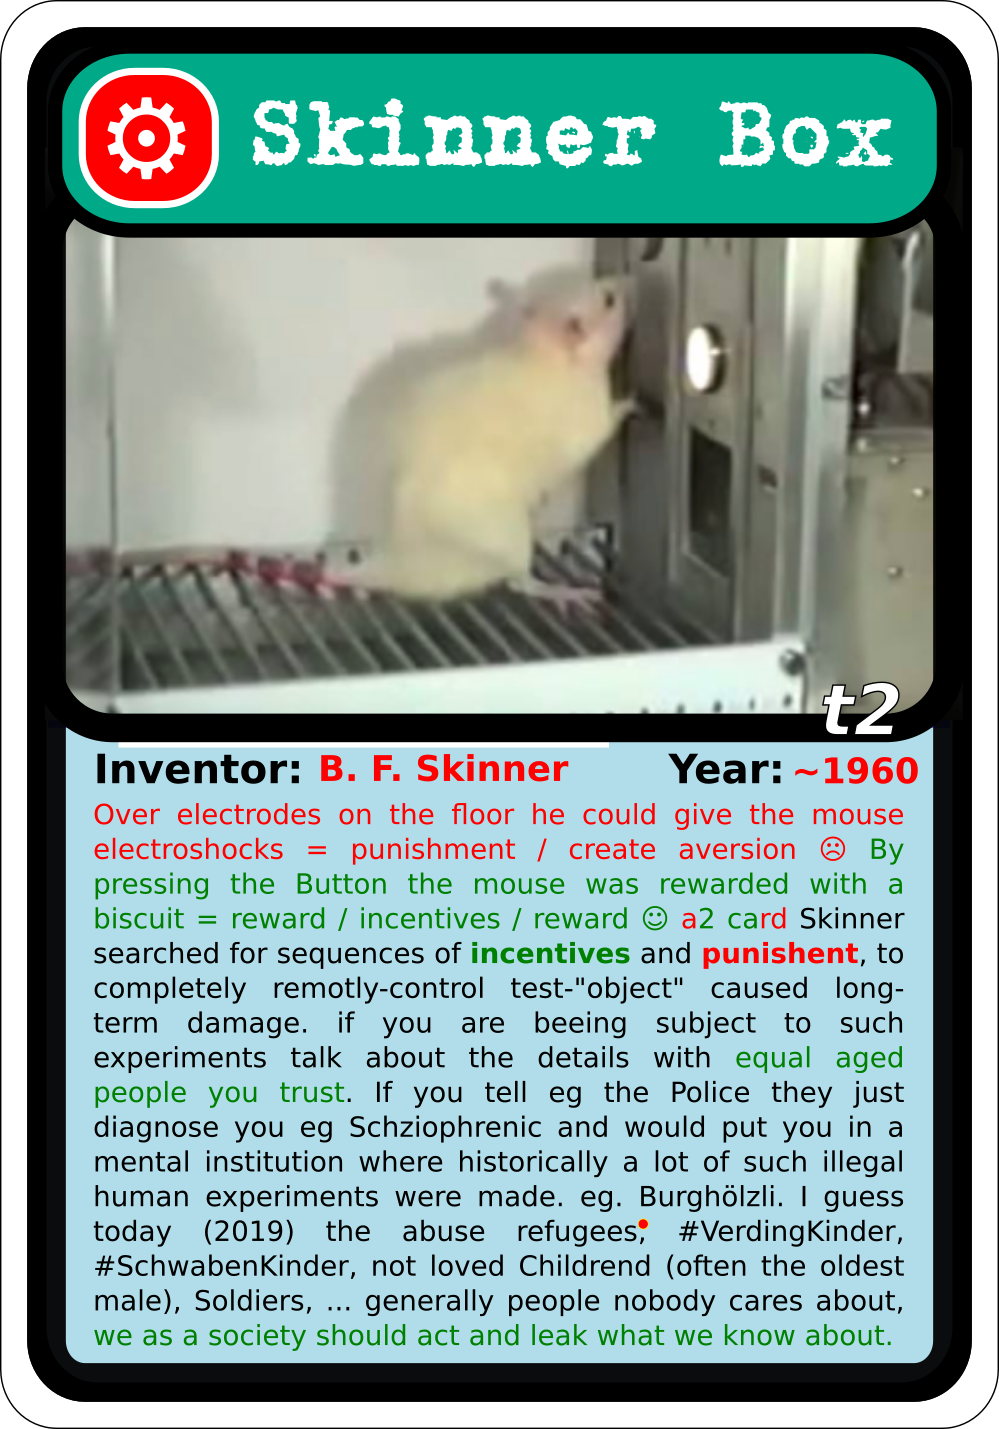 Skinner Box
t2
Inventor: B. F. Skinner Year: ~1960
Over electrodes on the floor he could give the mouse
electroshocks = punishment / create aversion ☹ By
pressing the Button the mouse was rewarded with a
biscuit = reward / incentives / reward ☺ a2 card Skinner
searched for sequences of incentives and punishent, to
completely remotly-control test-"object" caused long-
term damage. if you are beeing subject to such
experiments talk about the details with equal aged
people you trust. If you tell eg the Police they just
diagnose you eg Schziophrenic and would put you in a
mental institution where historically a lot of such illegal
human experiments were made. eg. Burghölzli. I guess
today (2019) the abuse refugees, #VerdingKinder,
#SchwabenKinder, not loved Childrend (often the oldest
male), Soldiers, ... generally people nobody cares about,
we as a society should act and leak what we know about.